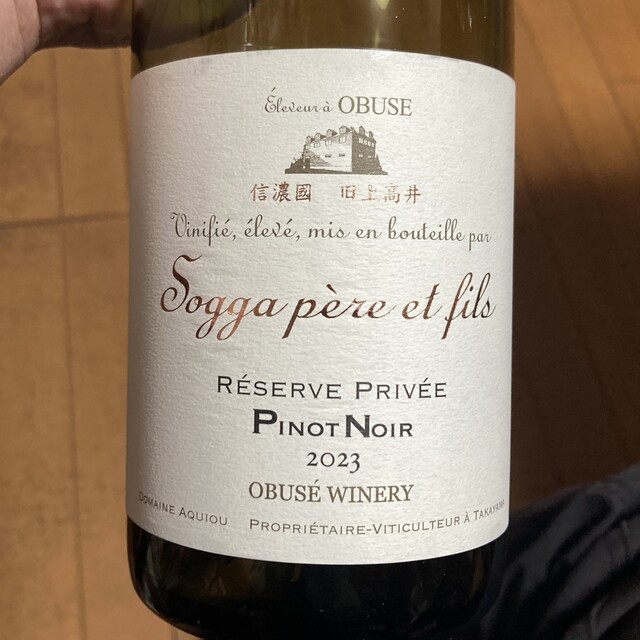 Éleveur à OBUSE
信濃國 旧上高井
Vinifié, élevé, mis en bouteille par
Sogga père et fils
RÉSERVE PRIVÉE
PINOT NOIR
2023
OBUSÉ WINERY
DOMAINE AQUIOU PROPRIÉTAIRE-VITICULTEUR À TAKAYAMA